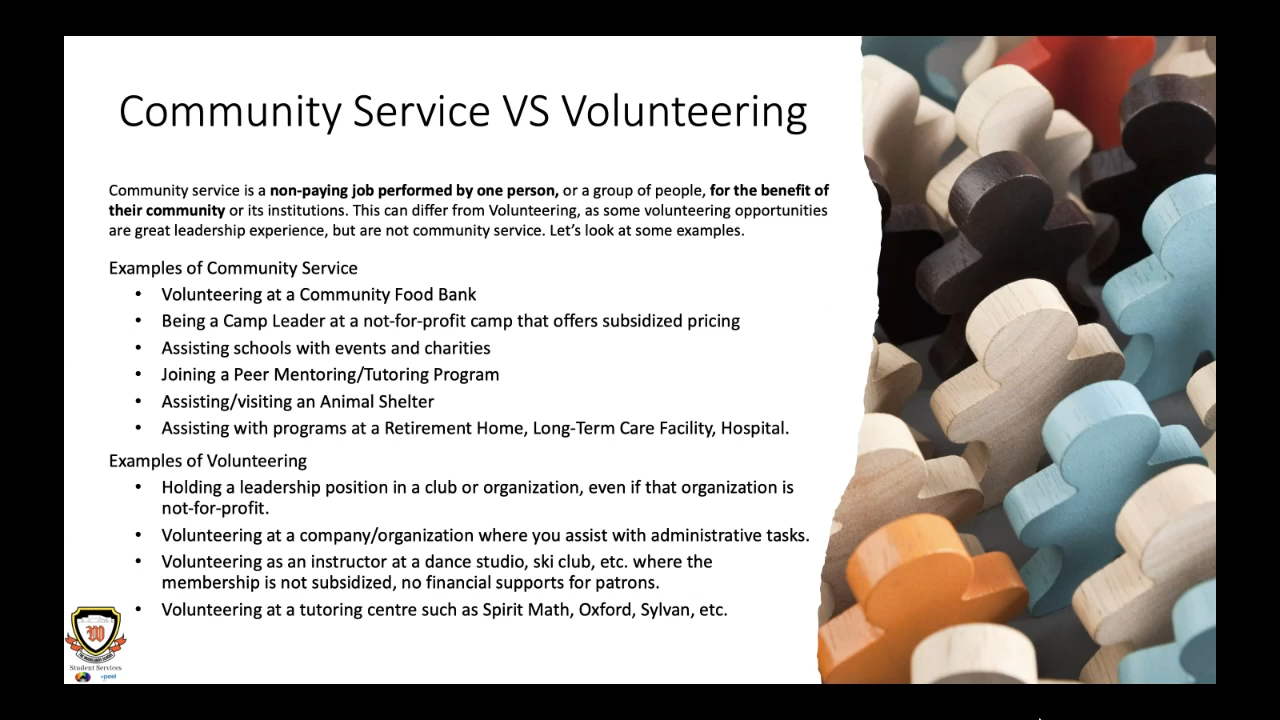 Community Service VS Volunteering
Community service is a non-paying job performed by one person, or a group of people, for the benefit of
their community or its institutions. This can differ from Volunteering, as some volunteering opportunities
are great leadership experience, but are not community service. Let’s look at some examples.
Examples of Community Service
• Volunteering at a Community Food Bank
• Being a Camp Leader at a not-for-profit camp that offers subsidized pricing
• Assisting schools with events and charities
• Joining a Peer Mentoring/Tutoring Program
• Assisting/visiting an Animal Shelter
• Assisting with programs at a Retirement Home, Long-Term Care Facility, Hospital.
Examples of Volunteering
• Holding a leadership position in a club or organization, even if that organization is
not-for-profit.
• Volunteering at a company/organization where you assist with administrative tasks.
• Volunteering as an instructor at a dance studio, ski club, etc. where the
membership is not subsidized, no financial supports for patrons.
• Volunteering at a tutoring centre such as Spirit Math, Oxford, Sylvan, etc.
W
Student Services
peel